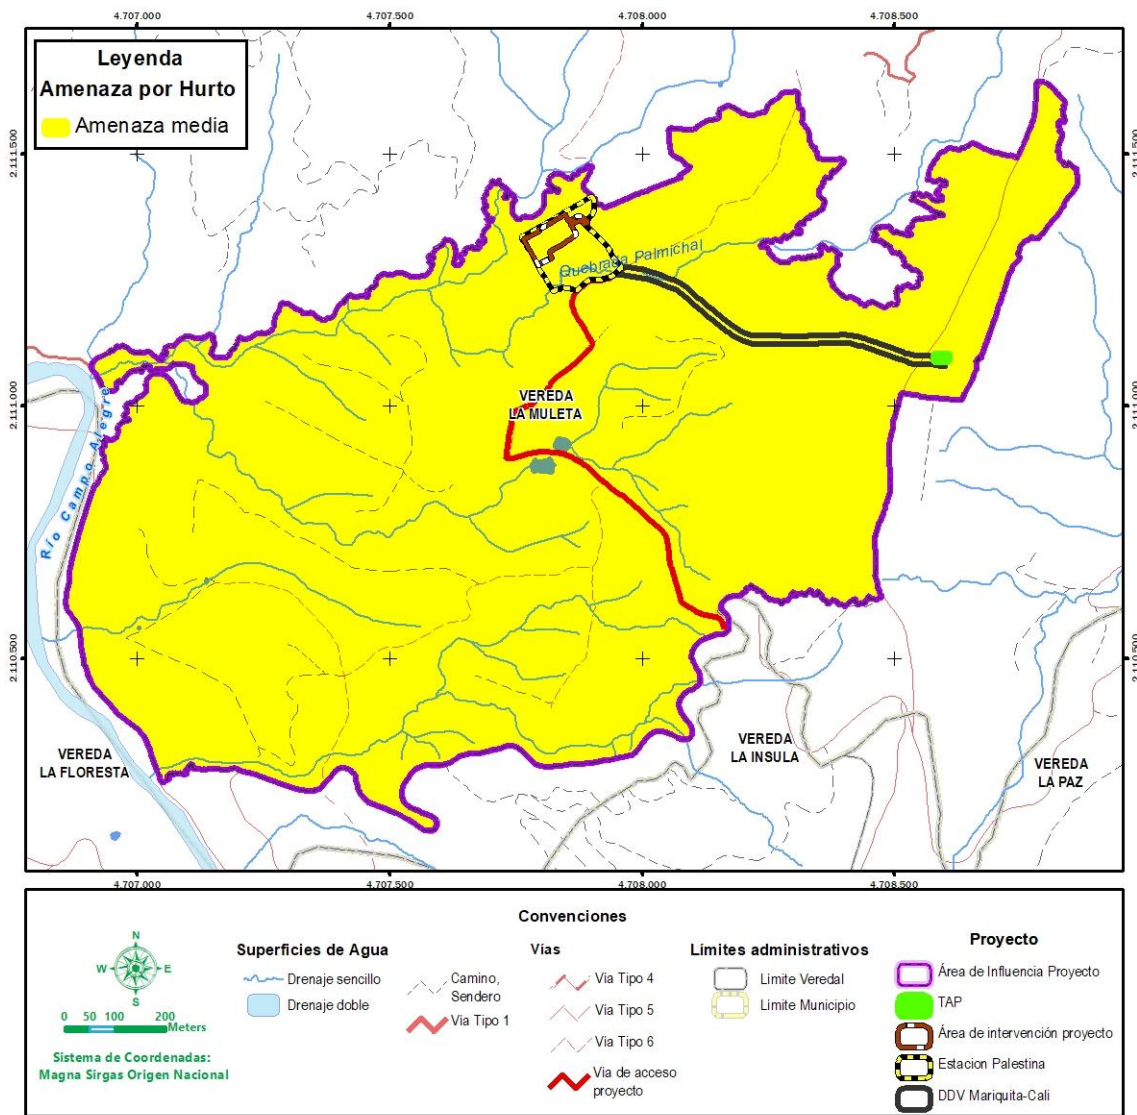 4.707.000
4.707.500
4.708.000
4.708.500
Leyenda
Amenaza por Hurto
Amenaza media
2.111.500
2.111.500
Quebrada Palmichal
2.111.000
2.111.000
VEREDA
LA MULETA
Río Campo Alegre
2.110.500
2.110.500
VEREDA
LA FLORESTA
VEREDA
LA INSULA
VEREDA
LA PAZ
4.707.000
4.707.500
4.708.000
4.708.500
Convenciones
N
W
E
S
0 50 100 200
Meters
Sistema de Coordenadas:
Magna Sirgas Origen Nacional
Superficies de Agua
Drenaje sencillo
Drenaje doble
Camino,
Sendero
Via Tipo 1
Vías
Via Tipo 4
Via Tipo 5
Via Tipo 6
Via de acceso
proyecto
Límites administrativos
Limite Veredal
Limite Municipio
Proyecto
Área de Influencia Proyecto
TAP
Área de intervención proyecto
Estacion Palestina
DDV Mariquita-Cali